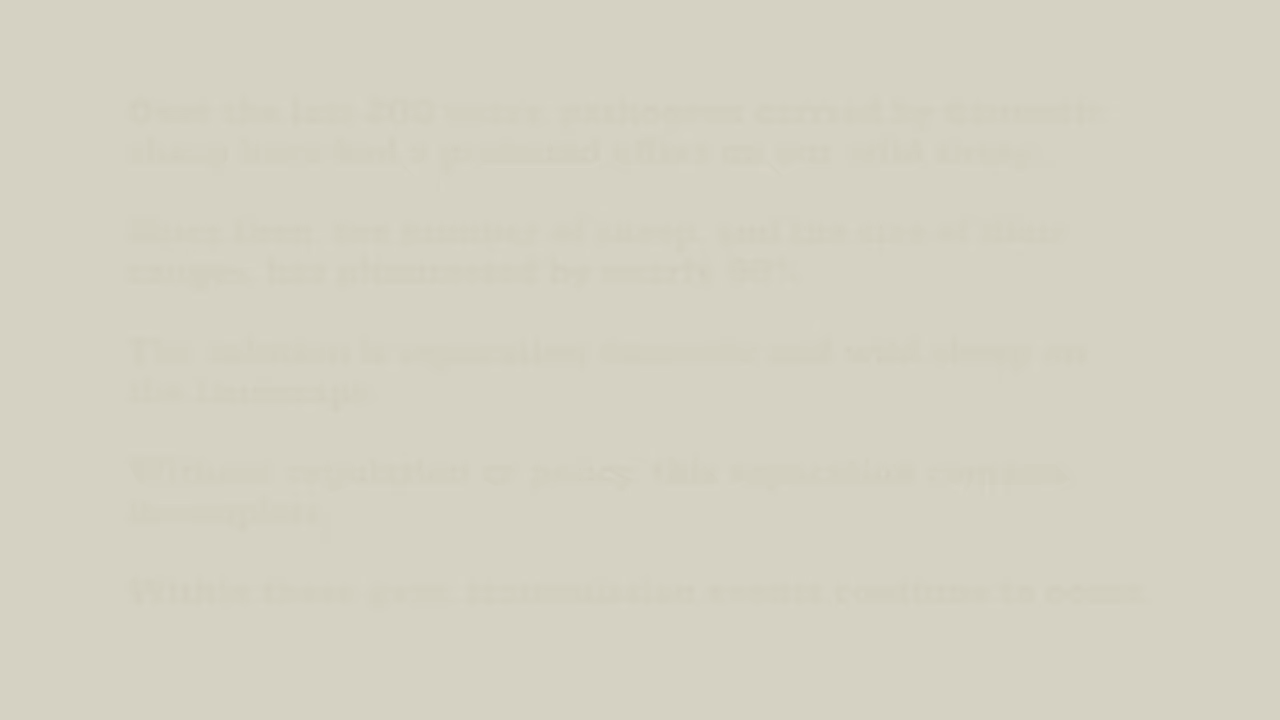 Over the last 200 years, pathogens carried by domestic
sheep have had a profound effect on our wild sheep.
Since then, the number of sheep, and the size of their
ranges, has diminished by nearly
The solution is separating domestic and wild sheep on
the landscape.
Without regulation or policy, this separation remains
incomplete.
Within these gaps, transmission events continue to occur.